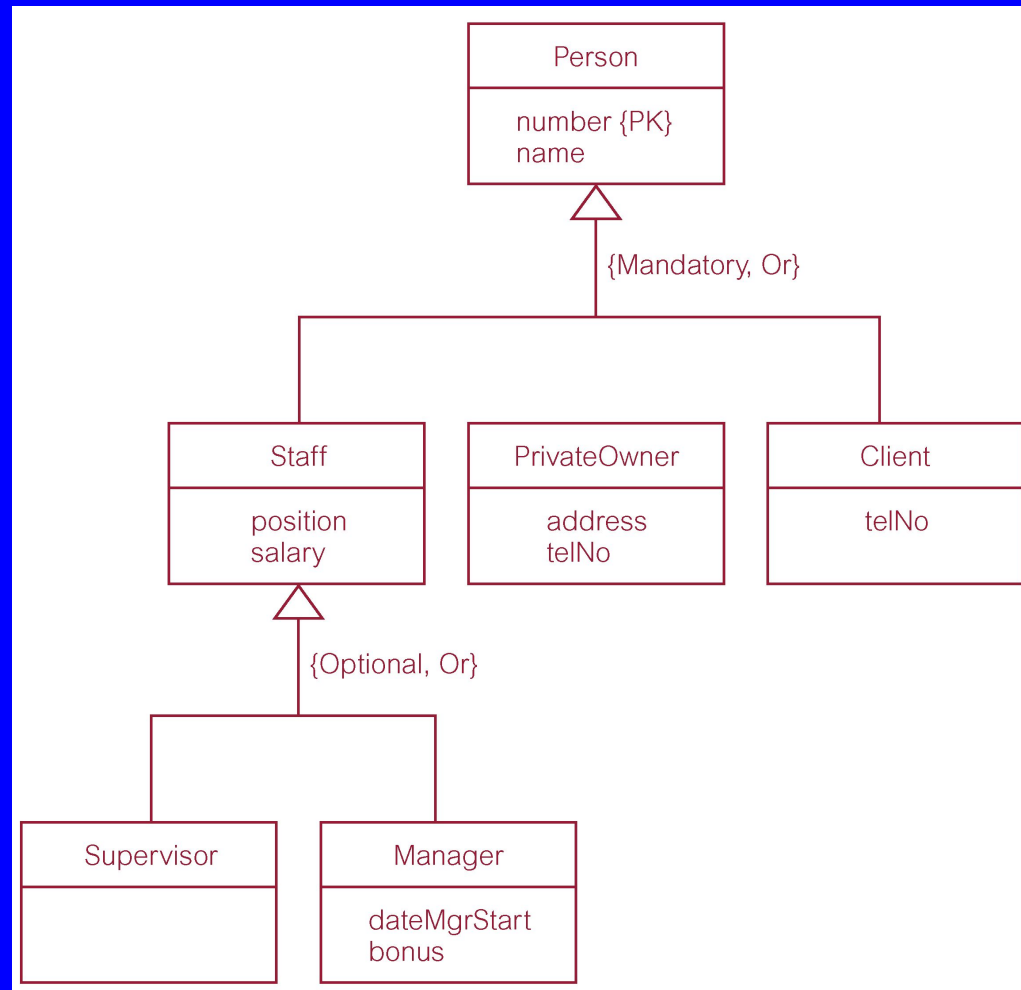 Person
number {PK}
name
{Mandatory, Or}
Staff
position
salary
PrivateOwner
address
telNo
Client
telNo
{Optional, Or}
Supervisor
Manager
dateMgrStart
bonus